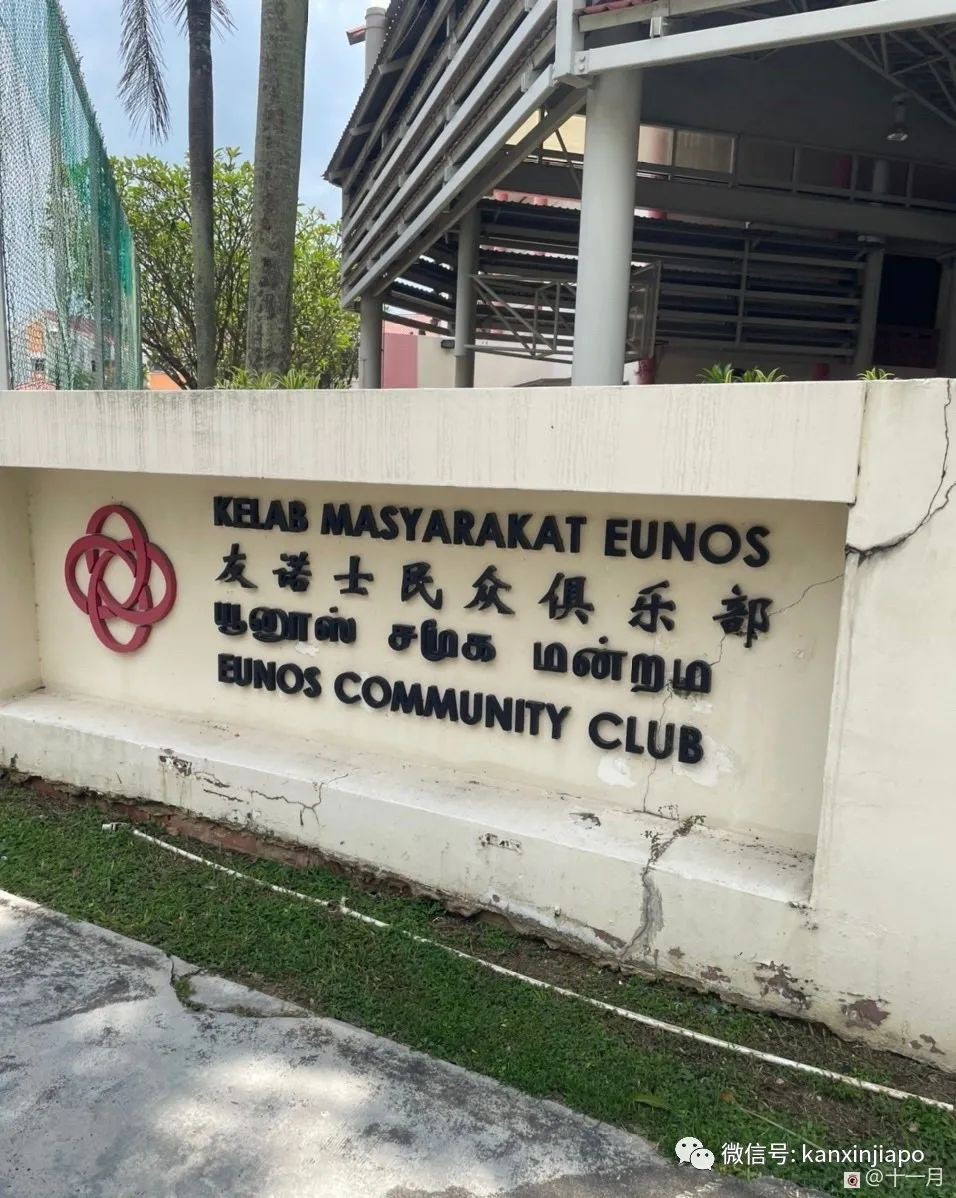 KELAB MASYARAKAT EUNOS
友诺士民众俱乐部
யூனூஸ் சமூக மன்றம
EUNOS COMMUNITY CLUB
微信号: kanxinjiapo
@十一月